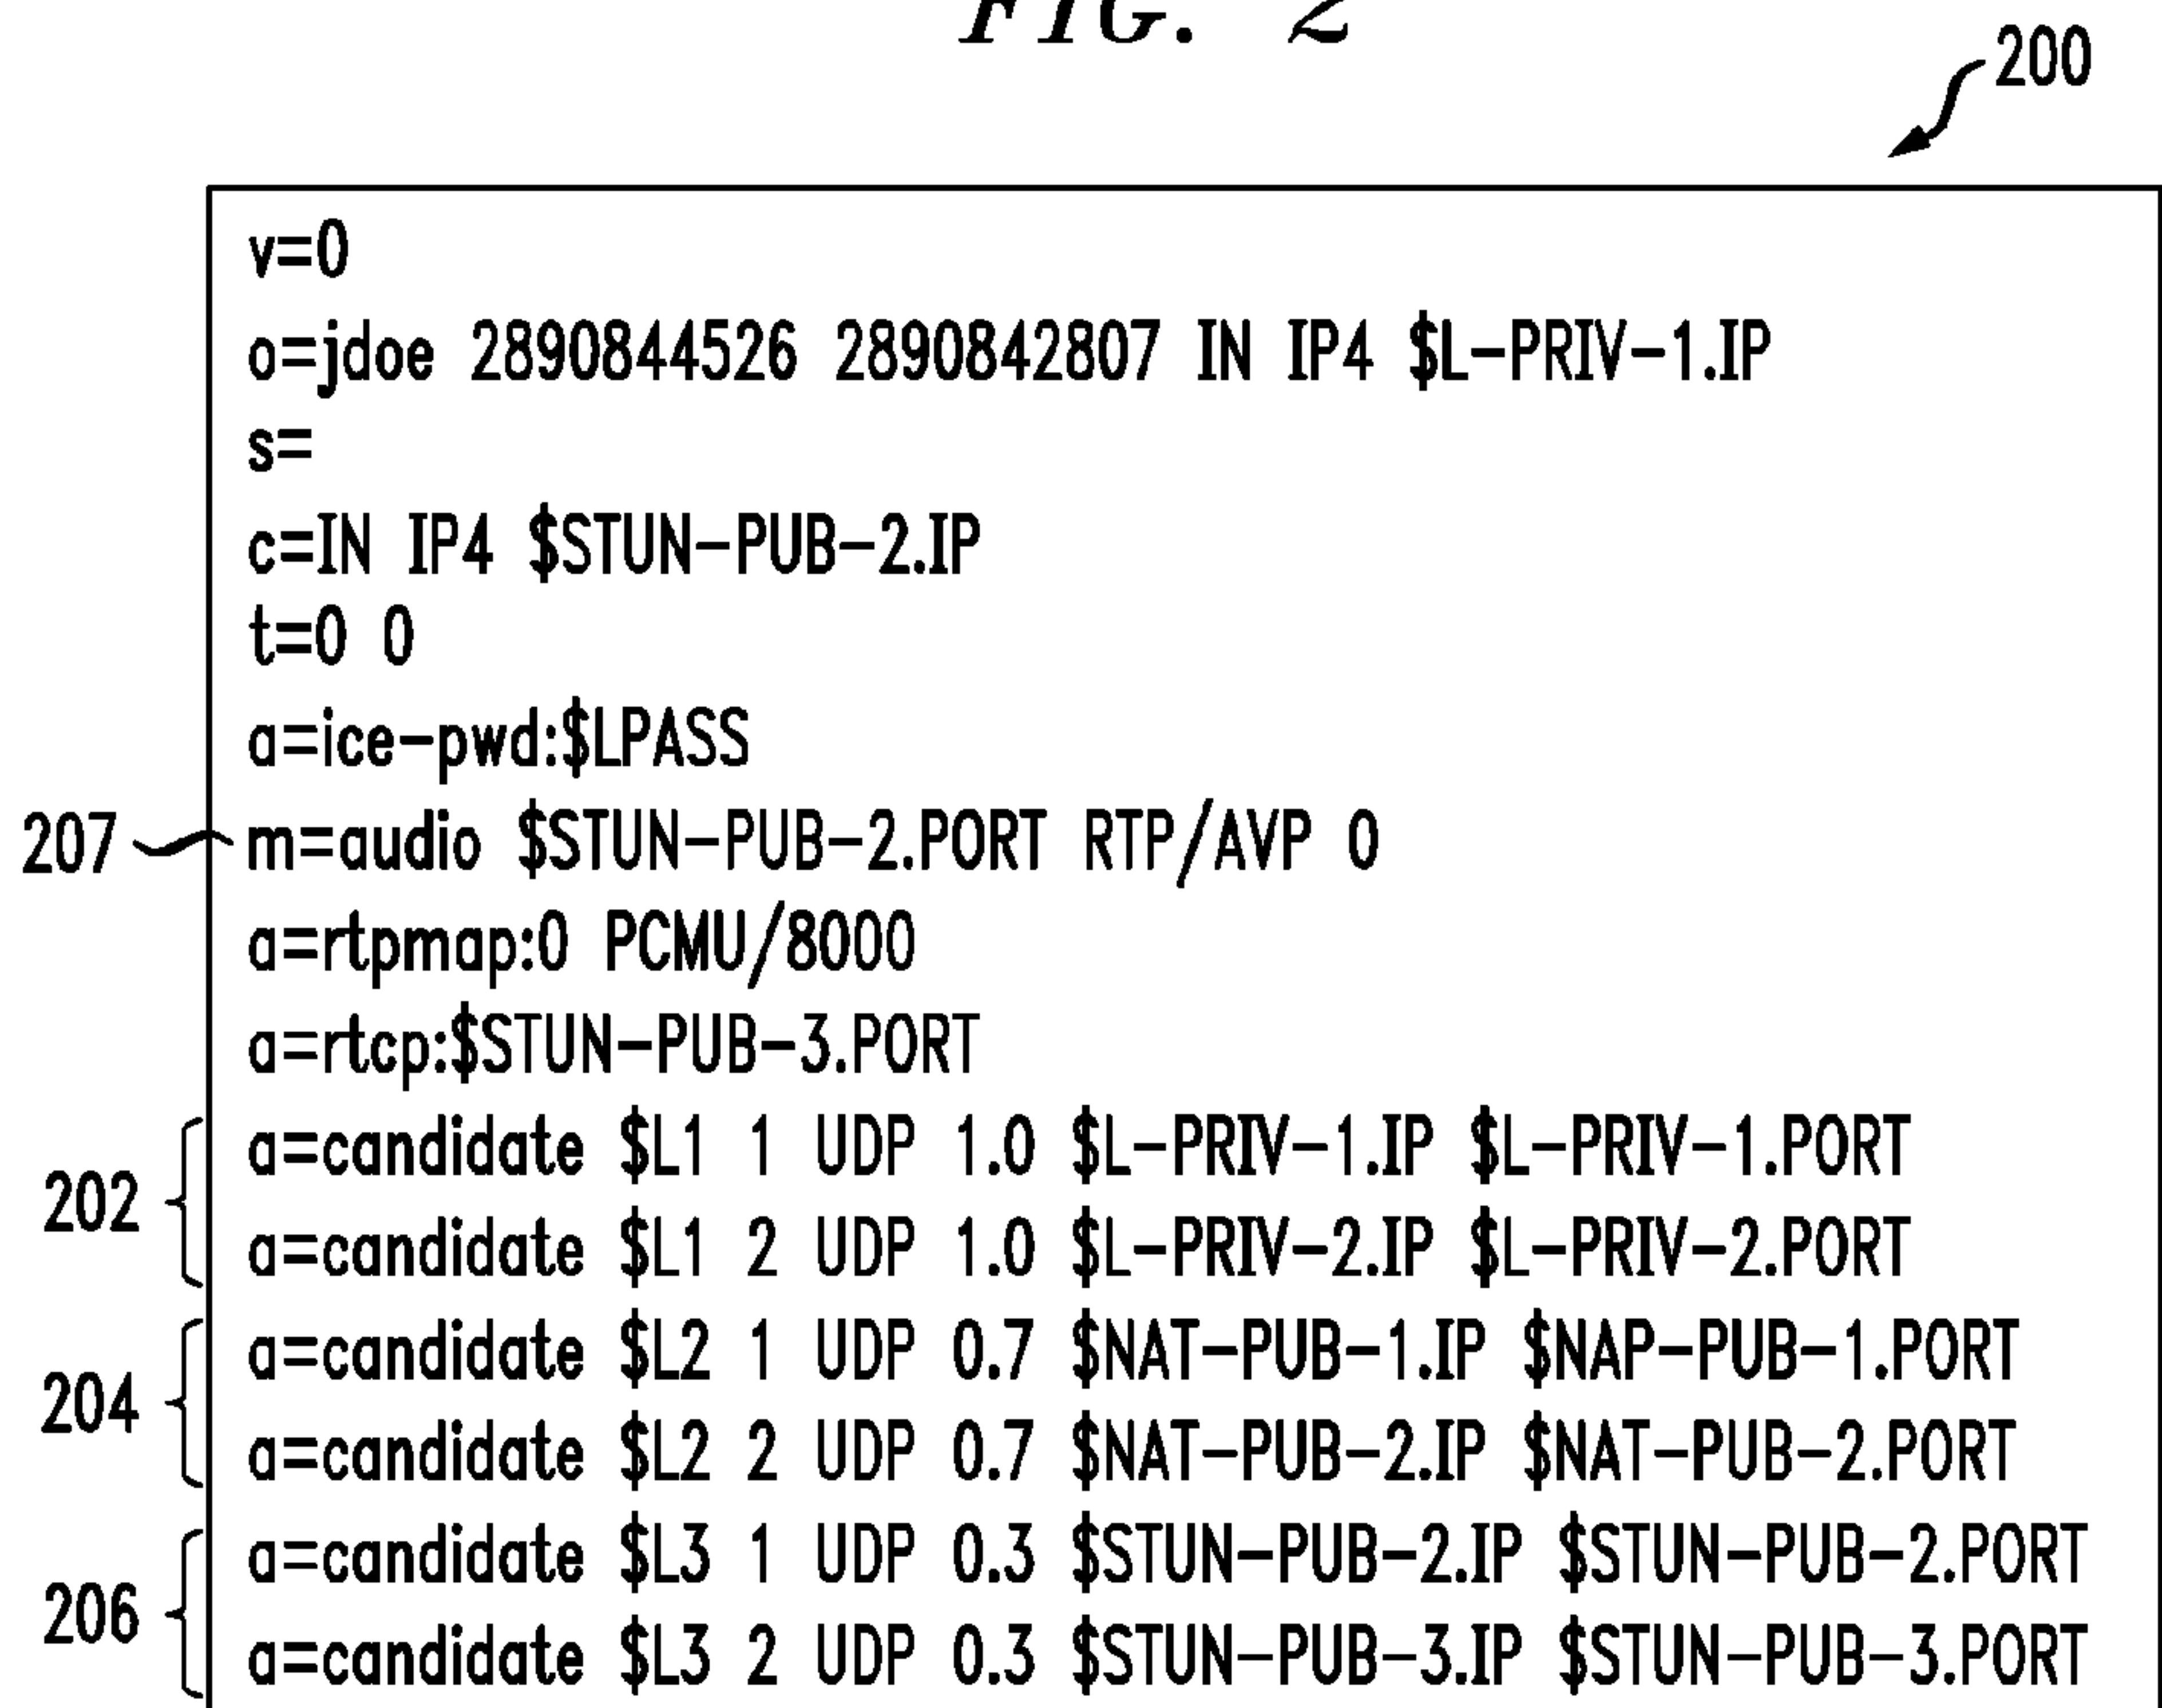 FIG. 2
200
v=0
o=jdoe 2890844526 2890842807 IN IP4 $L-PRIV-1.IP
s=
c=IN IP4 $STUN-PUB-2.IP
t=0 0
a=ice-pwd:$LPASS
207 m=audio $STUN-PUB-2.PORT RTP/AVP 0
a=rtpmap:0 PCMU/8000
a=rtcp:$STUN-PUB-3.PORT
202
a=candidate $L1 1 UDP 1.0 $L-PRIV-1.IP $L-PRIV-1.PORT
a=candidate $L1 2 UDP 1.0 $L-PRIV-2.IP $L-PRIV-2.PORT
204
a=candidate $L2 1 UDP 0.7 $NAT-PUB-1.IP $NAP-PUB-1.PORT
a=candidate $L2 2 UDP 0.7 $NAT-PUB-2.IP $NAT-PUB-2.PORT
206
a=candidate $L3 1 UDP 0.3 $STUN-PUB-2.IP $STUN-PUB-2.PORT
a=candidate $L3 2 UDP 0.3 $STUN-PUB-3.IP $STUN-PUB-3.PORT